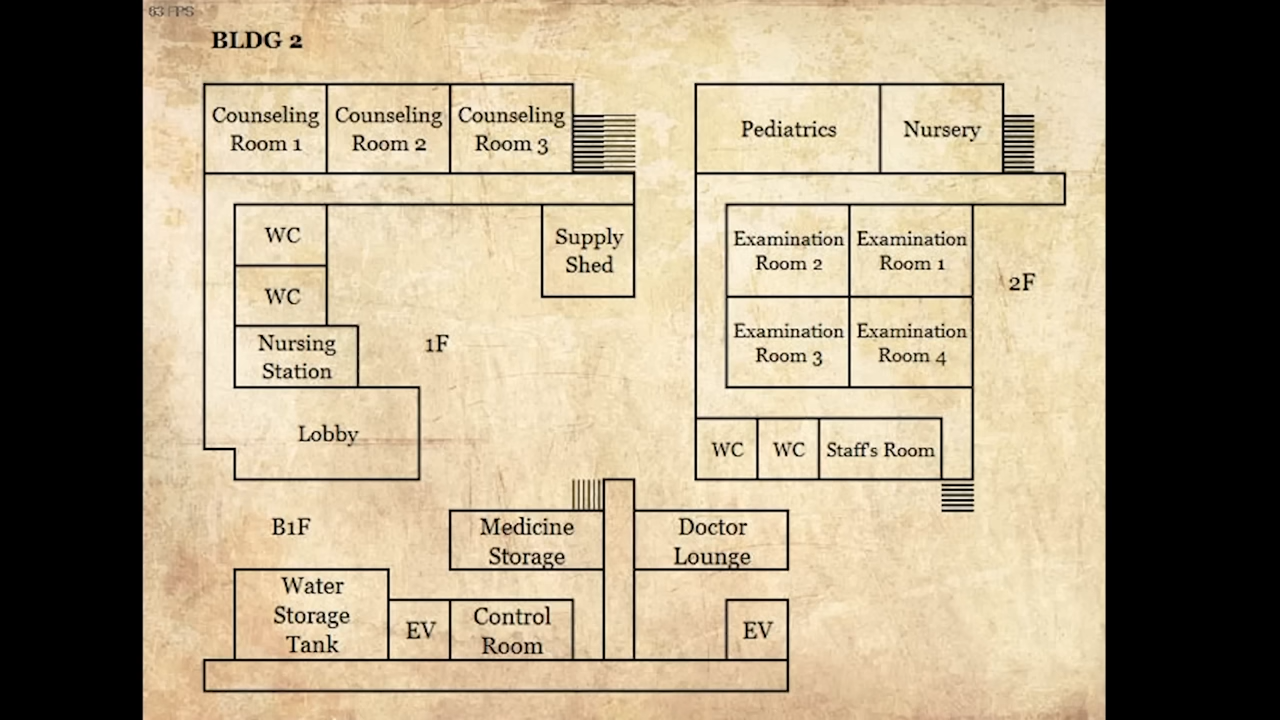 63 FPS
BLDG 2
Counseling
Room 1
Counseling
Room 2
Counseling
Room 3
WC
WC
Supply
Shed
Nursing
Station
1F
Lobby
Pediatrics
Nursery
Examination
Room 2
Examination
Room 1
2F
Examination
Room 3
Examination
Room 4
WC
WC
Staff's Room
B1F
Medicine
Storage
Doctor
Lounge
Water
Storage
Tank
EV
Control
Room
EV